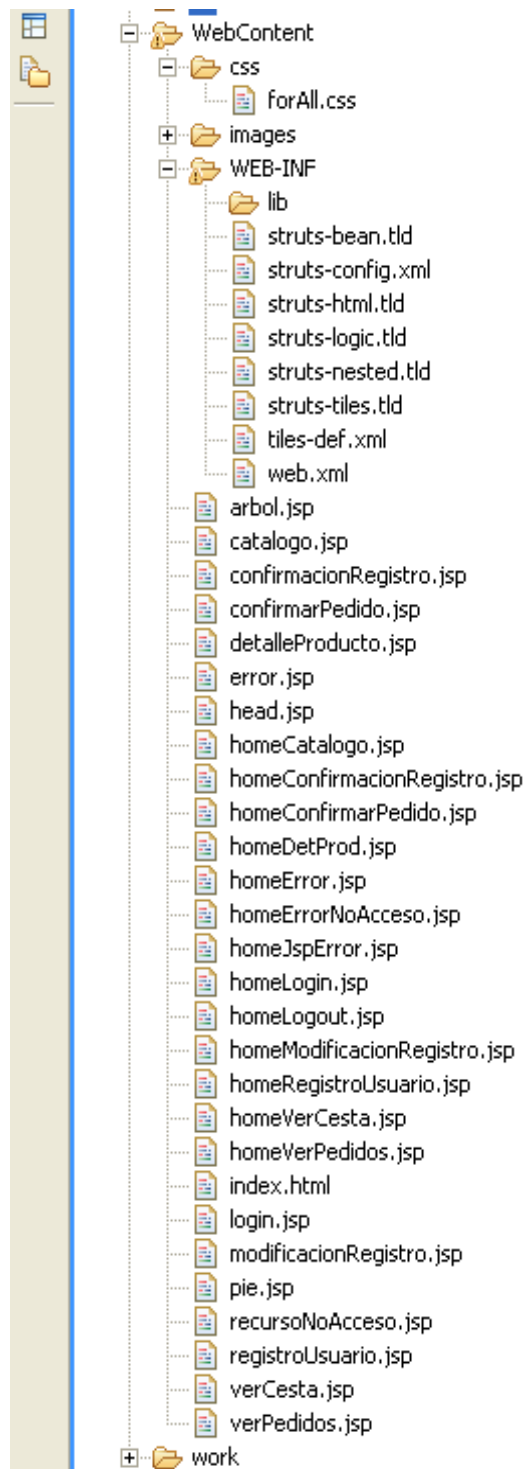 WebContent
css
forAll.css
images
WEB-INF
lib
struts-bean.tld
struts-config.xml
struts-html.tld
struts-logic.tld
struts-nested.tld
struts-tiles.tld
tiles-def.xml
web.xml
arbol.jsp
catalogo.jsp
confirmacionRegistro.jsp
confirmarPedido.jsp
detalleProducto.jsp
error.jsp
head.jsp
homeCatalogo.jsp
homeConfirmacionRegistro.jsp
homeConfirmarPedido.jsp
homeDetProd.jsp
homeError.jsp
homeErrorNoAcceso.jsp
homeJspError.jsp
homeLogin.jsp
homeLogout.jsp
homeModificacionRegistro.jsp
homeRegistroUsuario.jsp
homeVerCesta.jsp
homeVerPedidos.jsp
index.html
login.jsp
modificacionRegistro.jsp
pie.jsp
recursoNoAcceso.jsp
registroUsuario.jsp
verCesta.jsp
verPedidos.jsp
work